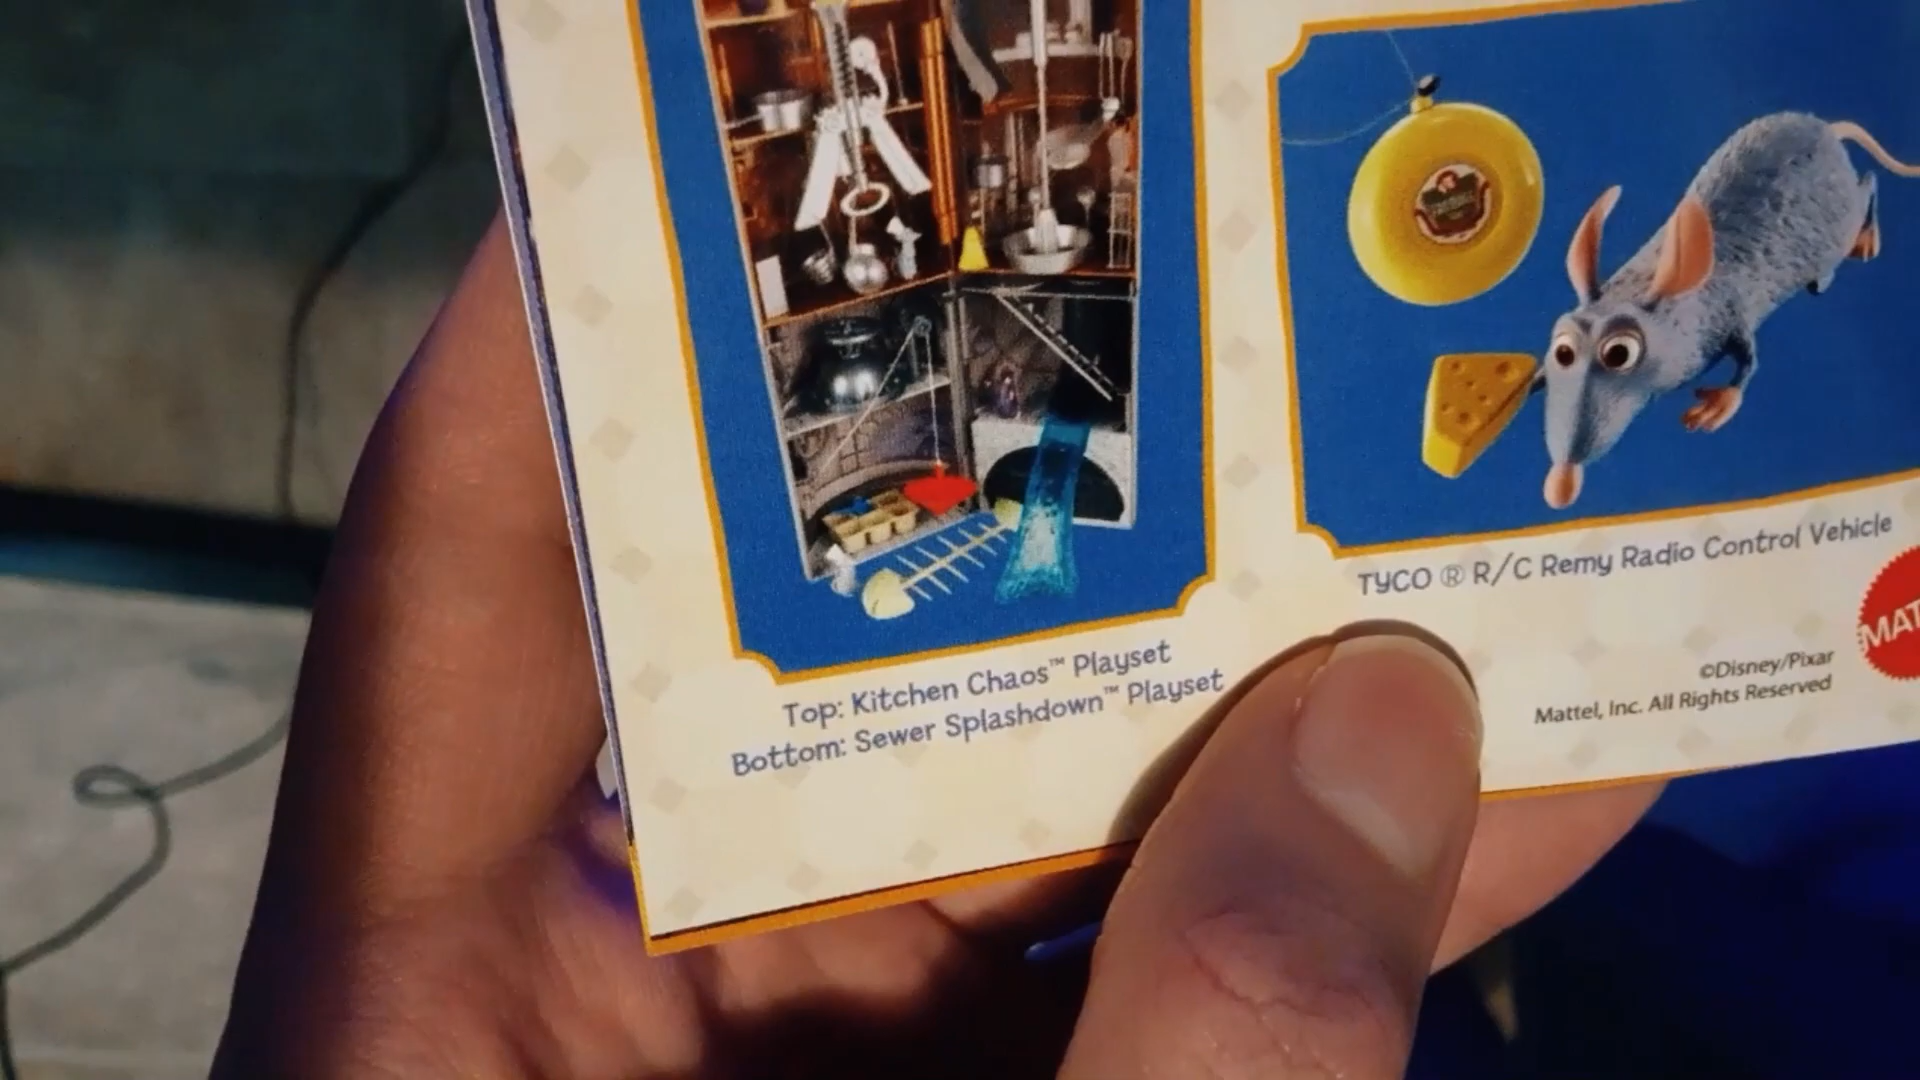 Top: Kitchen Chaos™ Playset
Bottom: Sewer Splashdown™ Playset
TYCO ® R/C Remy Radio Control Vehicle
©Disney/Pixar
Mattel, Inc. All Rights Reserved
MAT